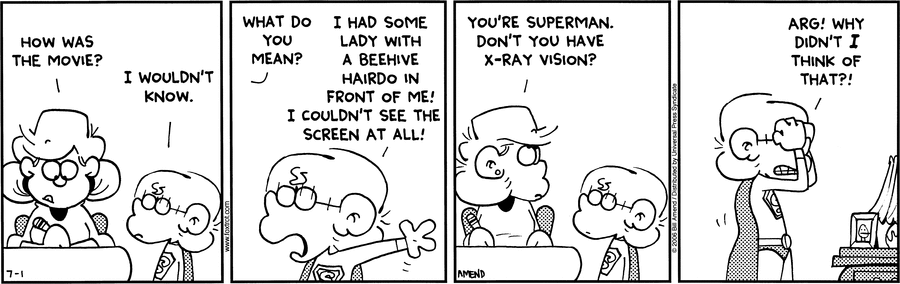 HOW WAS
THE MOVIE?
I WOULDN'T
KNOW.
7-1
www.foxtrot.com
WHAT DO
YOU
MEAN?
I HAD SOME
LADY WITH
A BEEHIVE
HAIRDO IN
FRONT OF ME!
I COULDN'T SEE THE
SCREEN AT ALL!
YOU'RE SUPERMAN.
DON'T YOU HAVE
X-RAY VISION?
AMEND
© 2006 Bill Amend / Distributed by Universal Press Syndicate
ARG! WHY
DIDN'T I
THINK OF
THAT?!